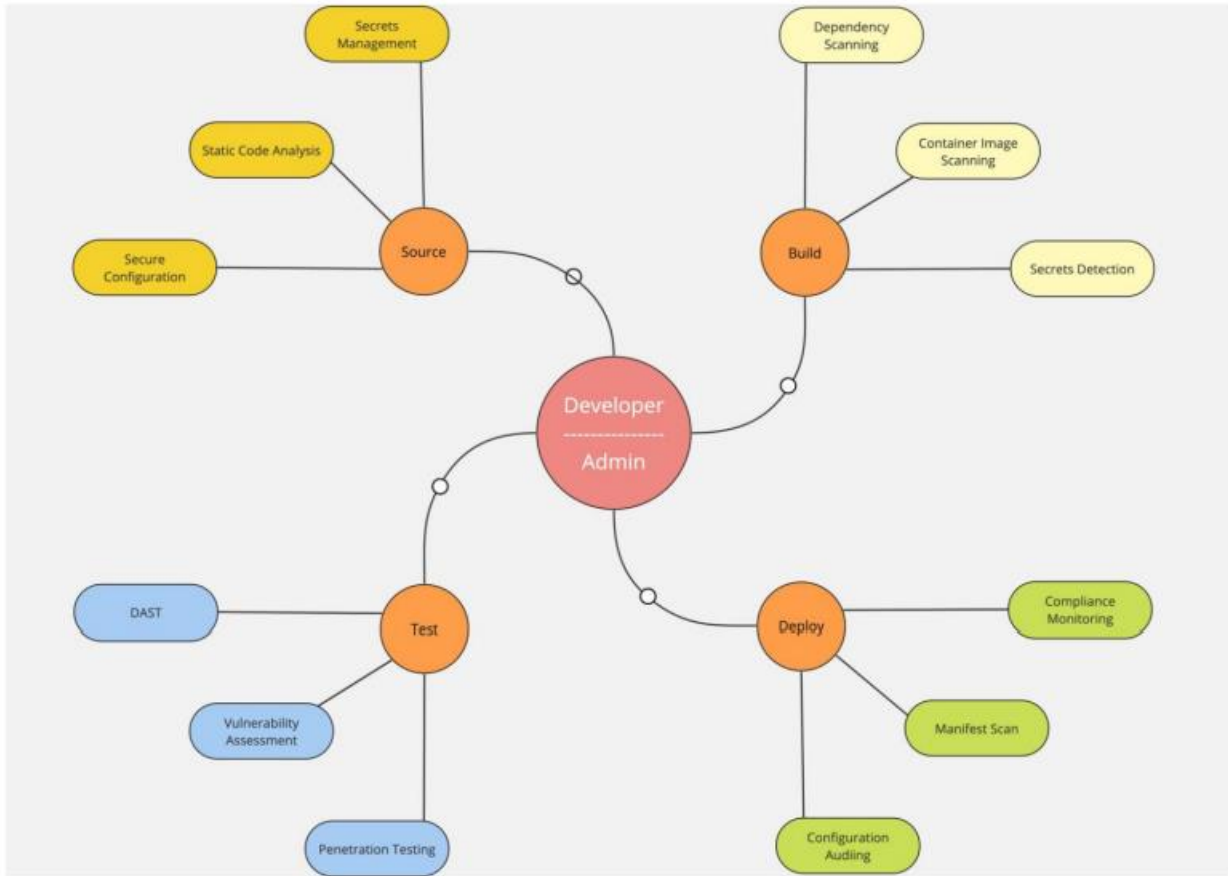 Secrets
Management
Static Code Analysis
Secure
Configuration
Source
Dependency
Scanning
Container Image
Scanning
Secrets Detection
Build
Developer
---------------
Admin
DAST
Vulnerability
Assessment
Penetration Testing
Test
Deploy
Compliance
Monitoring
Manifest Scan
Configuration
Audiing